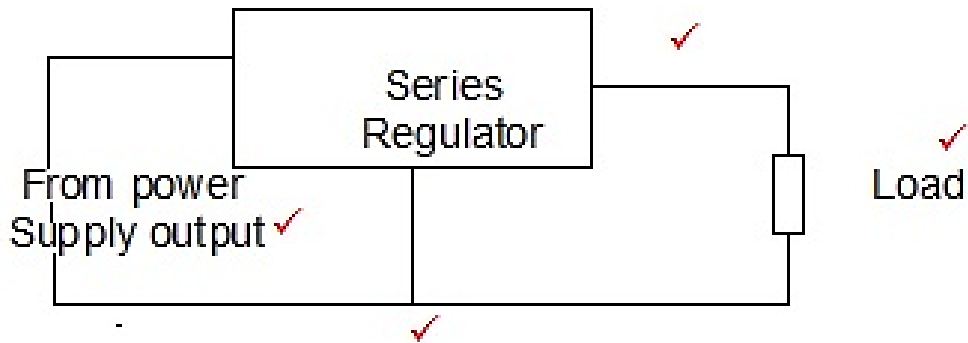 Series
Regulator
From power
Supply output
Load